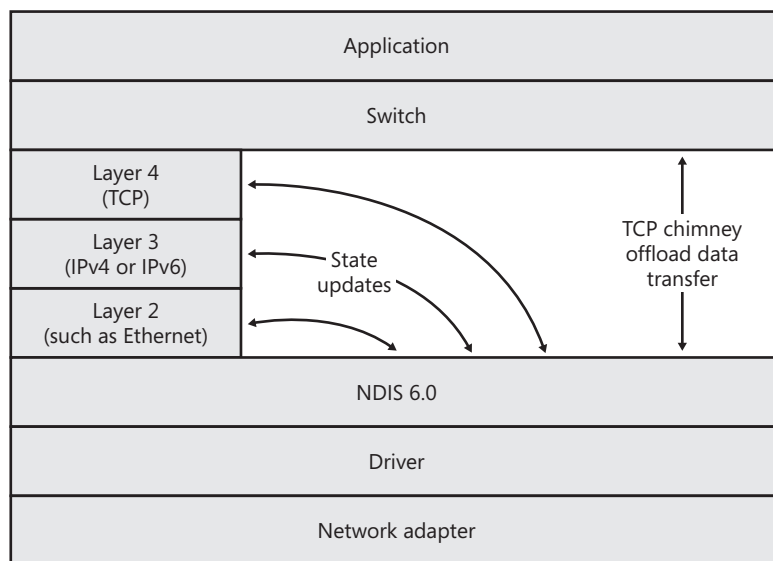 Application
Switch
Layer 4
(TCP)
Layer 3
(IPv4 or IPv6)
Layer 2
(such as Ethernet)
State
updates
TCP chimney
offload data
transfer
NDIS 6.0
Driver
Network adapter